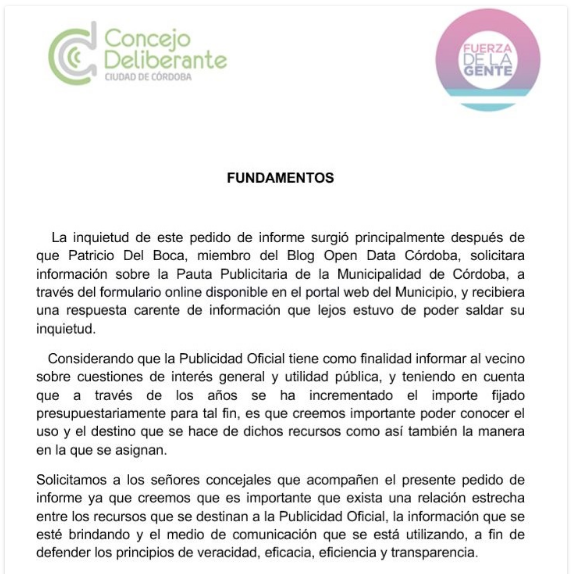 Concejo
Deliberante
CIUDAD DE CÓRDOBA
FUERZA
DE LA
GENTE
FUNDAMENTOS
La inquietud de este pedido de informe surgió principalmente después de
que Patricio Del Boca, miembro del Blog Open Data Córdoba, solicitara
información sobre la Pauta Publicitaria de la Municipalidad de Córdoba, a
través del formulario online disponible en el portal web del Municipio, y recibiera
una respuesta carente de información que lejos estuvo de poder saldar su
inquietud.
Considerando que la Publicidad Oficial tiene como finalidad informar al vecino
sobre cuestiones de interés general y utilidad pública, y teniendo en cuenta
que a través de los años se ha incrementado el importe fijado
presupuestariamente para tal fin, es que creemos importante poder conocer el
uso y el destino que se hace de dichos recursos como así también la manera
en la que se asignan.
Solicitamos a los señores concejales que acompañen el presente pedido de
informe ya que creemos que es importante que exista una relación estrecha
entre los recursos que se destinan a la Publicidad Oficial, la información que se
esté brindando y el medio de comunicación que se está utilizando, a fin de
defender los principios de veracidad, eficacia, eficiencia y transparencia.